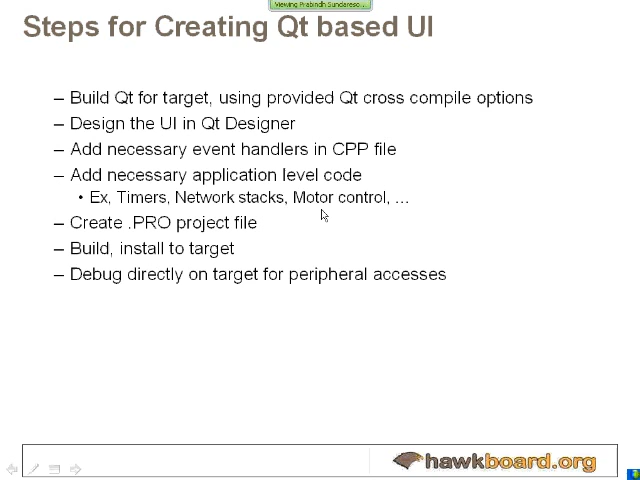 Viewing Prabindh Sundareso...
Steps for Creating Qt based UI
– Build Qt for target, using provided Qt cross compile options
– Design the UI in Qt Designer
– Add necessary event handlers in CPP file
– Add necessary application level code
• Ex, Timers, Network stacks, Motor control, …
– Create .PRO project file
– Build, install to target
– Debug directly on target for peripheral accesses
hawkboard.org